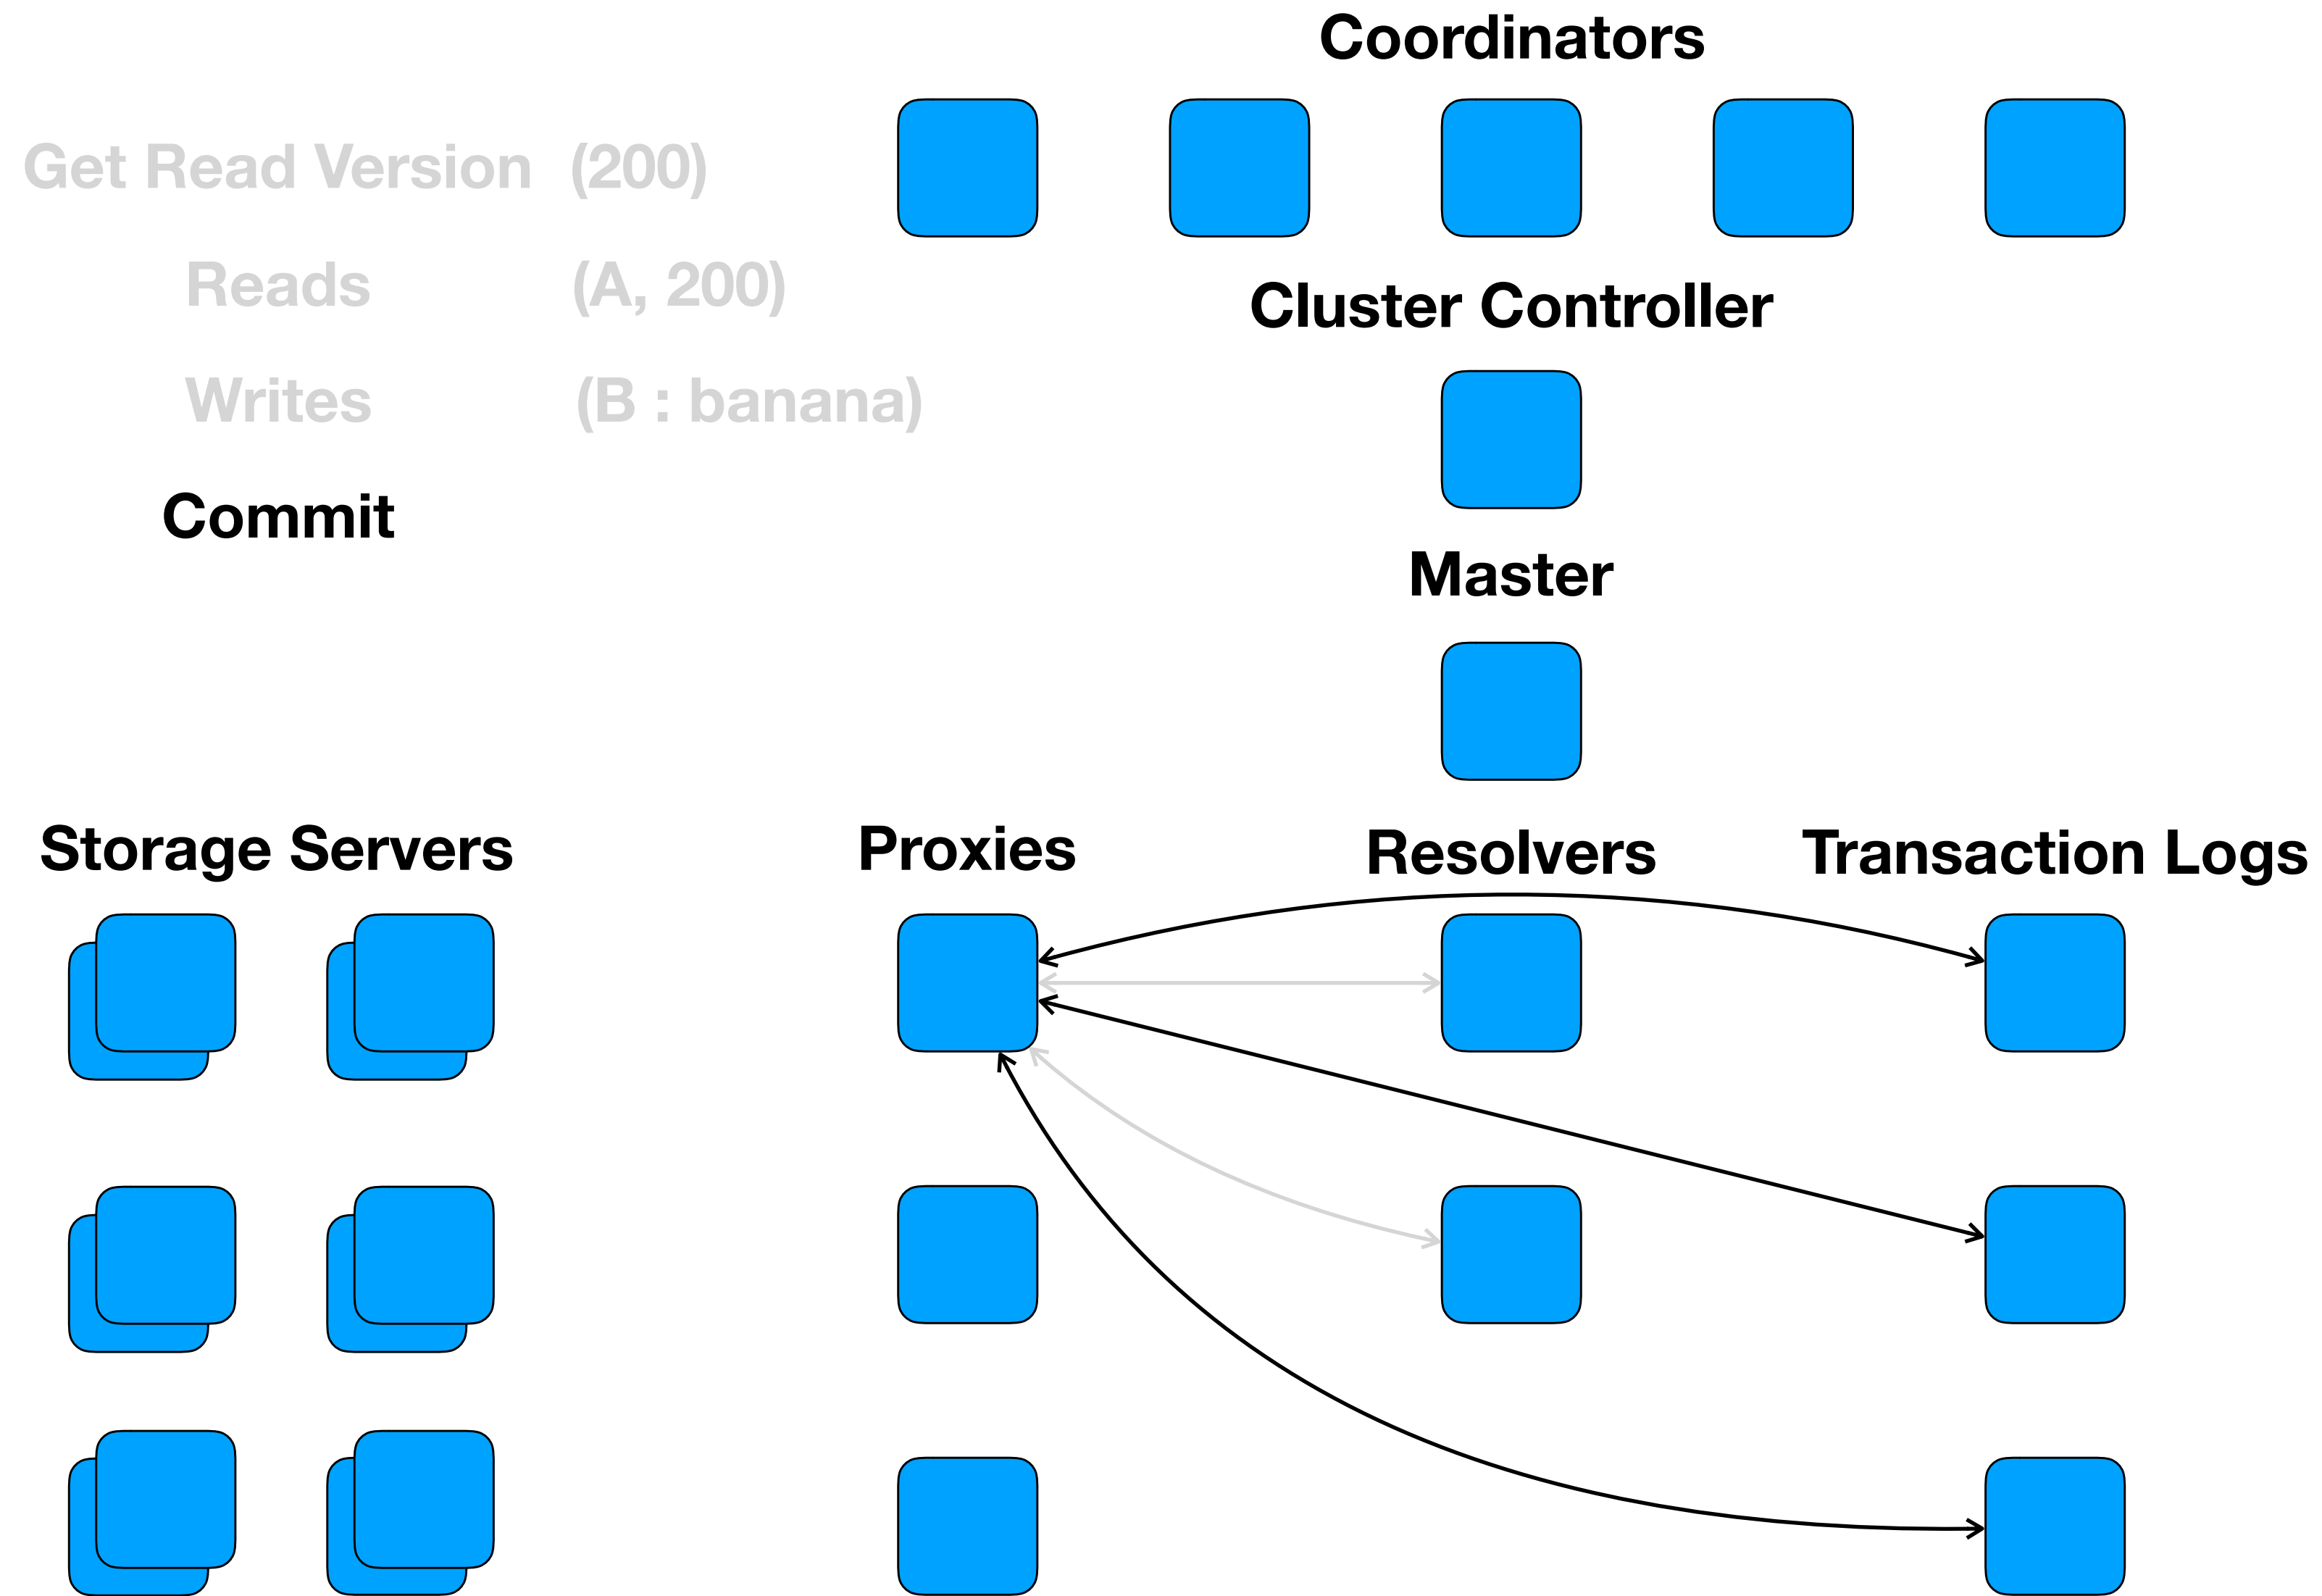 Coordinators
Get Read Version (200)
Reads (A, 200)
Cluster Controller
Writes (B : banana)
Commit
Master
Storage Servers
Proxies
Resolvers
Transaction Logs